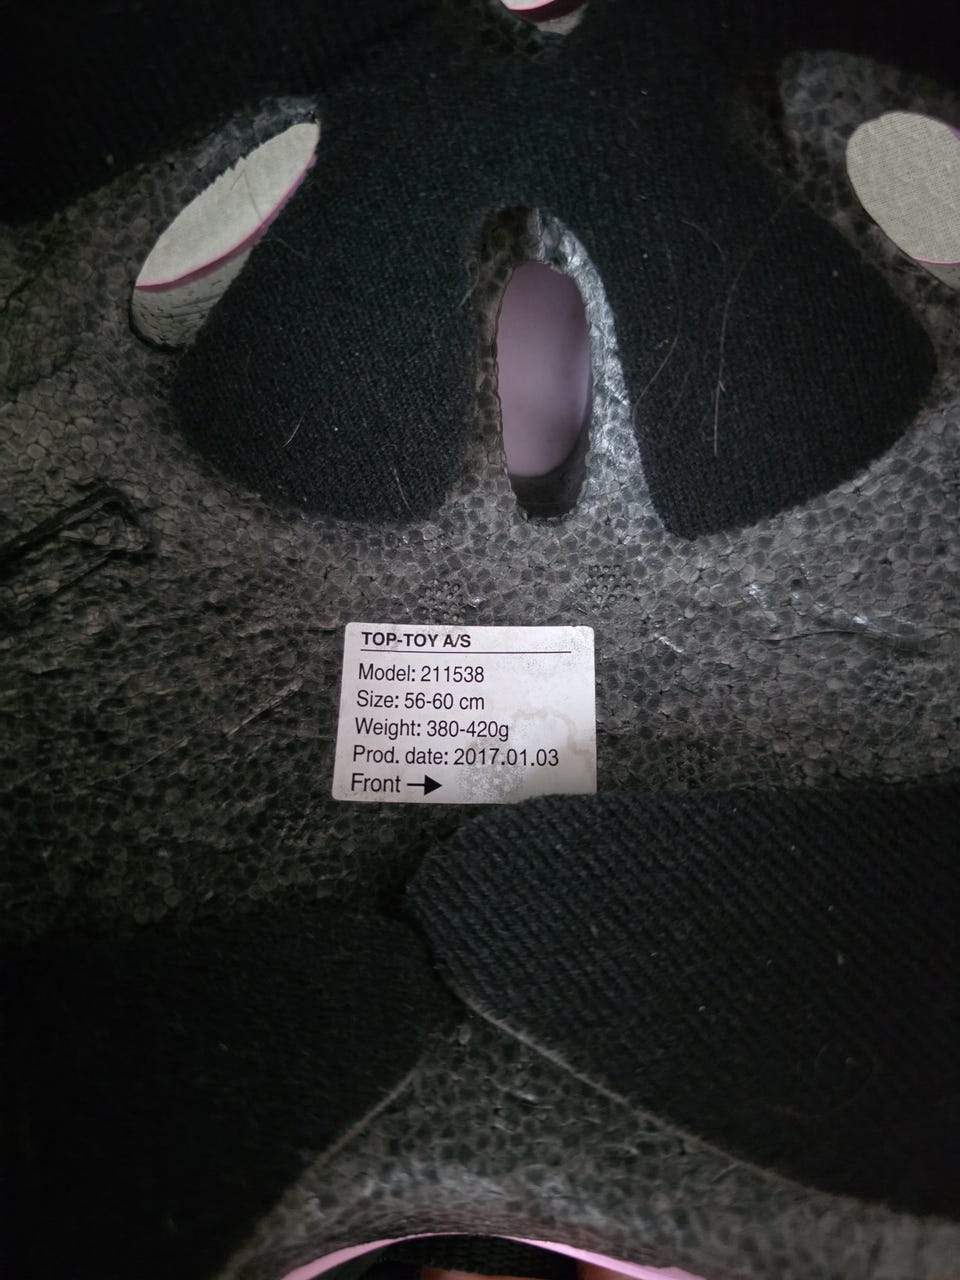 TOP-TOY A/S
Model: 211538
Size: 56-60 cm
Weight: 380-420g
Prod. date: 2017.01.03
Front →